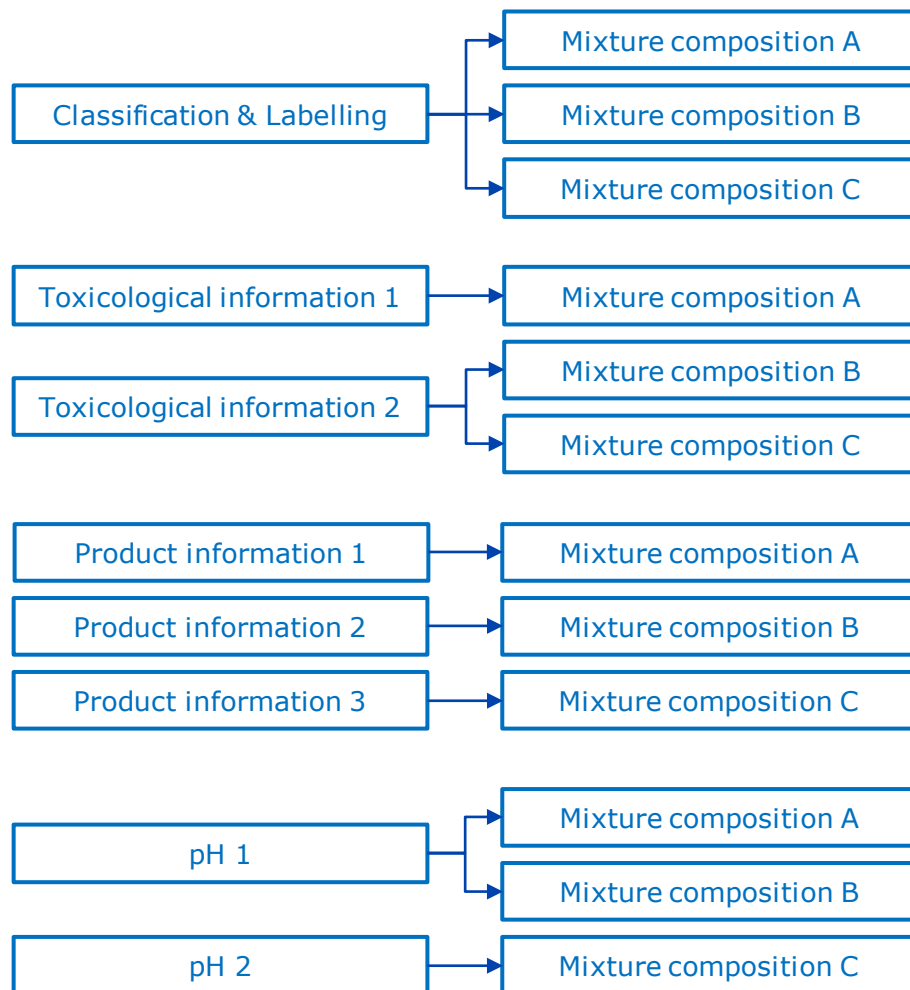 Mixture composition A
Classification & Labelling
Mixture composition B
Mixture composition C
Toxicological information 1
Mixture composition A
Mixture composition B
Toxicological information 2
Mixture composition C
Product information 1
Mixture composition A
Product information 2
Mixture composition B
Product information 3
Mixture composition C
Mixture composition A
pH 1
Mixture composition B
pH 2
Mixture composition C